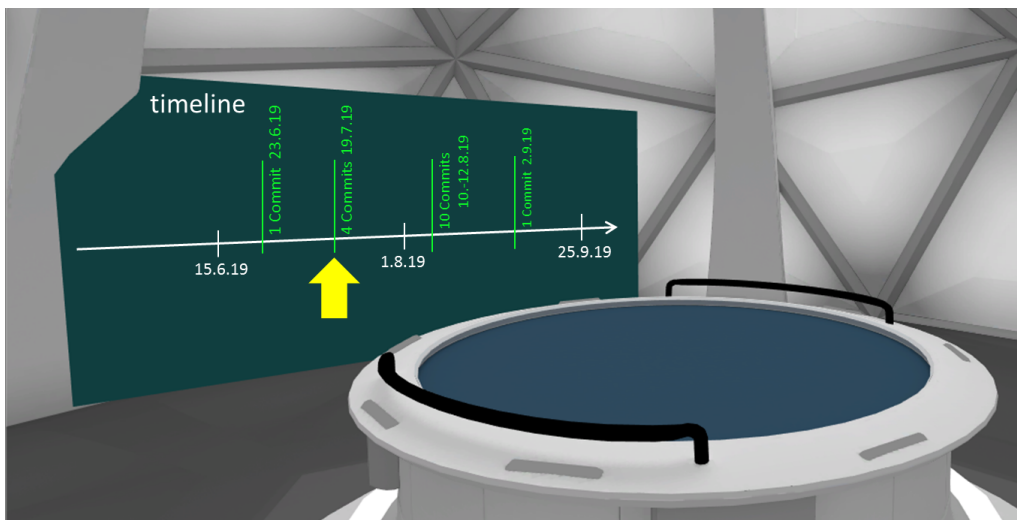 timeline
1 Commit 23.6.19
4 Commits 19.7.19
10 Commits
10.-12.8.19
1 Commit 2.9.19
15.6.19
1.8.19
25.9.19